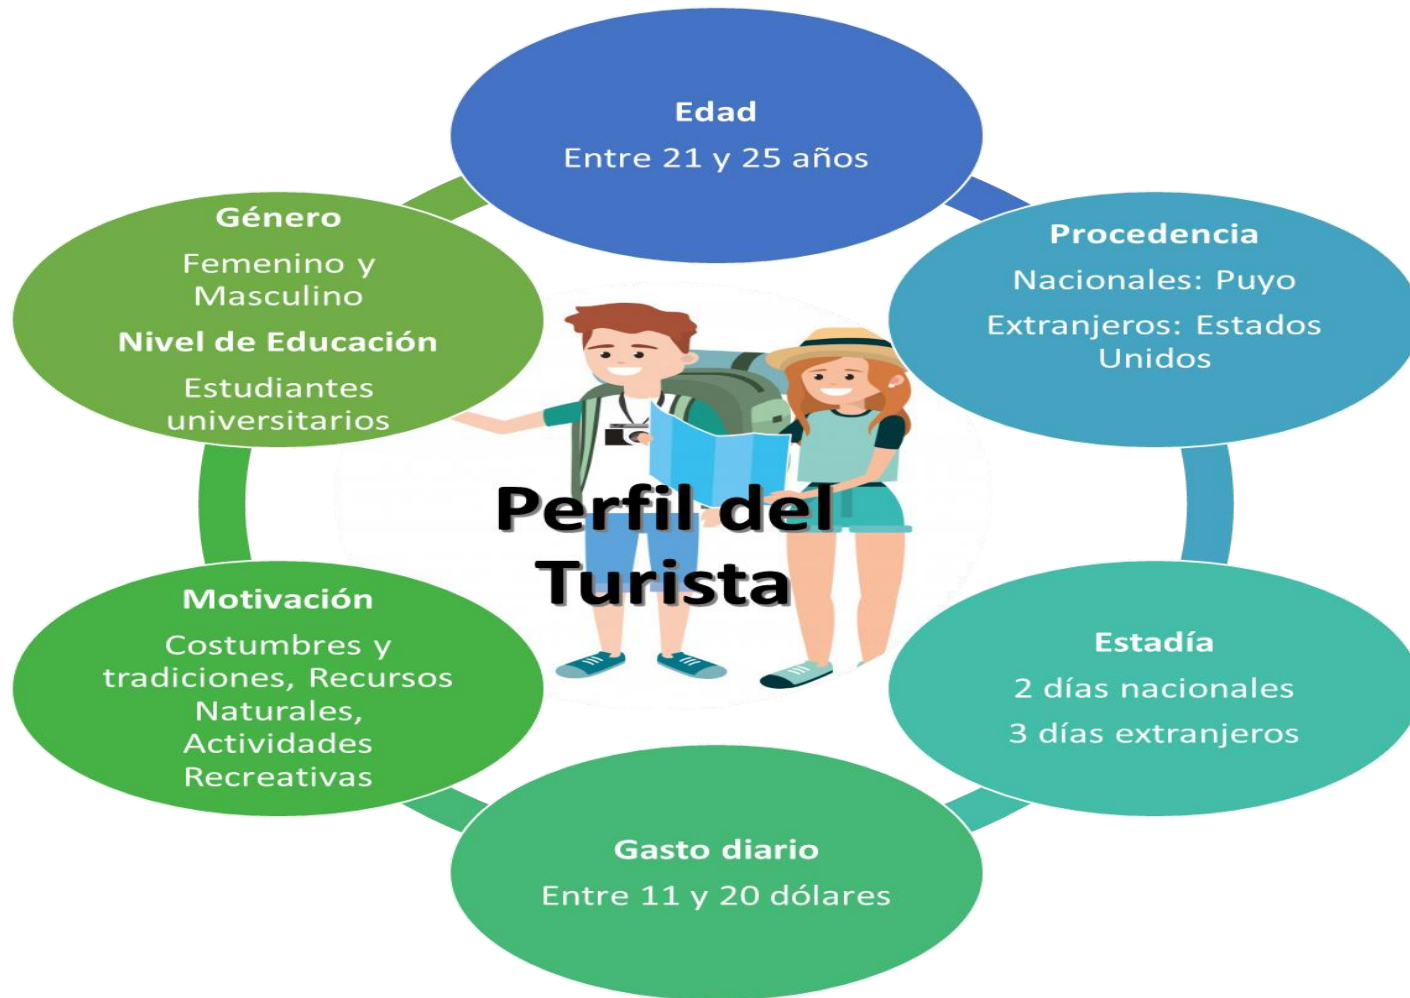 Edad
Entre 21 y 25 años
Procedencia
Nacionales: Puyo
Extranjeros: Estados
Unidos
Estadía
2 días nacionales
3 días extranjeros
Gasto diario
Entre 11 y 20 dólares
Motivación
Costumbres y
tradiciones, Recursos
Naturales,
Actividades
Recreativas
Género
Femenino y
Masculino
Nivel de Educación
Estudiantes
universitarios
Perfil del
Turista